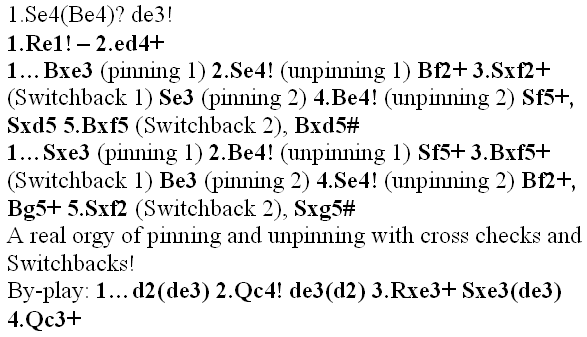 1.Se4(Be4)? de3!
1.Re1! – 2.ed4+
1… Bxe3 (pinning 1) 2.Se4! (unpinning 1) Bf2+ 3.Sxf2+
(Switchback 1) Se3 (pinning 2) 4.Be4! (unpinning 2) Sf5+,
Sxd5 5.Bxf5 (Switchback 2), Bxd5#
1…Sxe3 (pinning 1) 2.Be4! (unpinning 1) Sf5+ 3.Bxf5+
(Switchback 1) Be3 (pinning 2) 4.Se4! (unpinning 2) Bf2+,
Bg5+ 5.Sxf2 (Switchback 2), Sxg5#
A real orgy of pinning and unpinning with cross checks and
Switchbacks!
By-play: 1… d2(de3) 2.Qc4! de3(d2) 3.Rxe3+ Sxe3(de3)
4.Qc3+